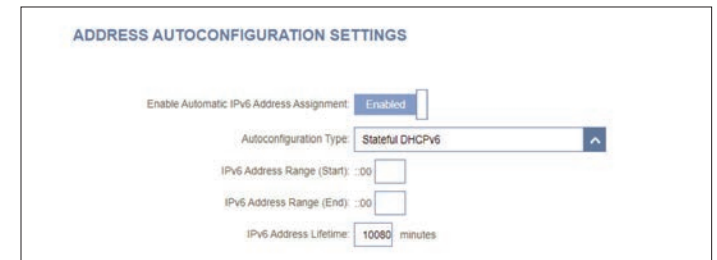 ADDRESS AUTOCONFIGURATION SETTINGS
Enable Automatic IPv6 Address Assignment: Enabled
Autoconfiguration Type: Stateful DHCPv6
IPv6 Address Range (Start): ::00
IPv6 Address Range (End): ::00
IPv6 Address Lifetime: 10080 minutes